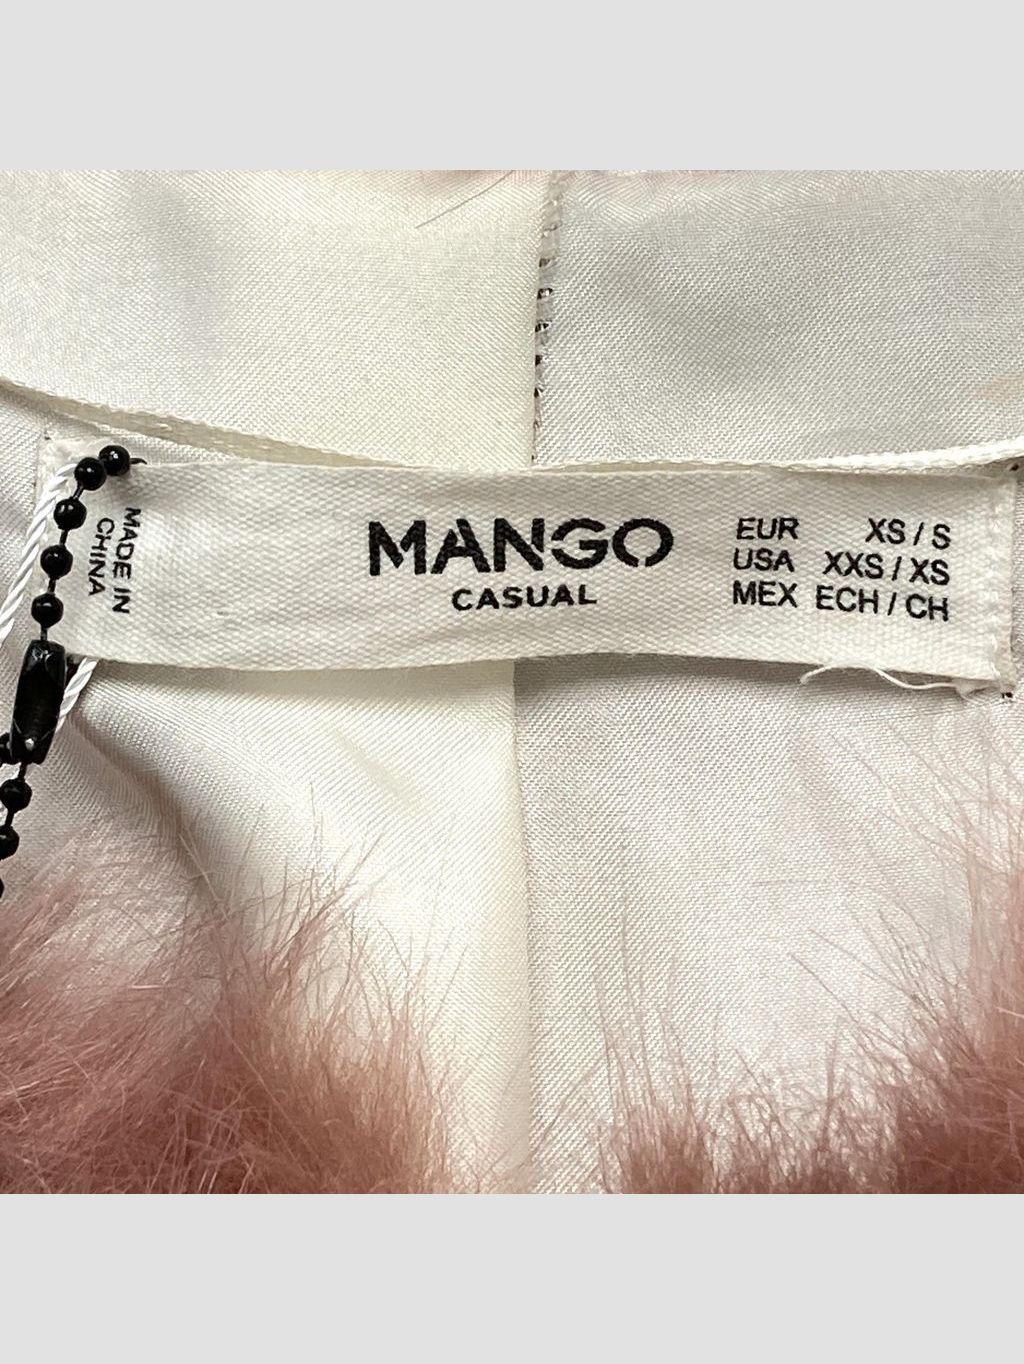 MADE IN
CHINA
MANGO
CASUAL
EUR XS / S
USA XXS / XS
MEX ECH / CH